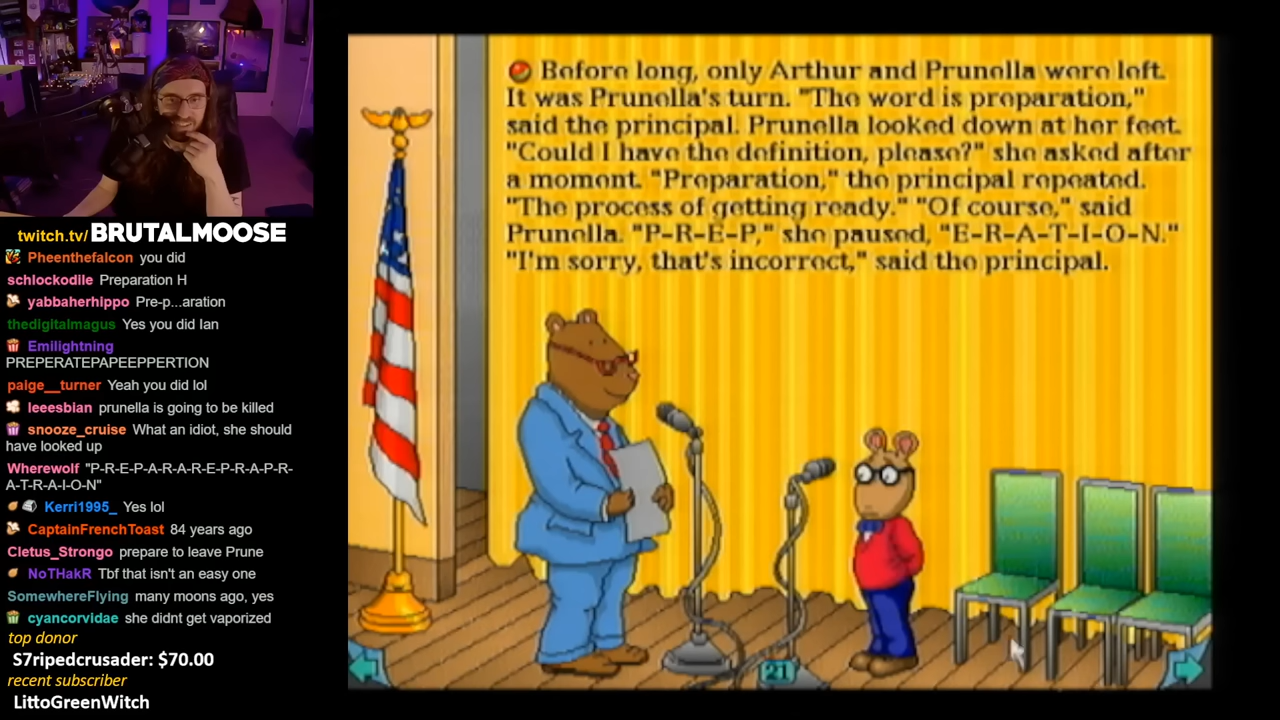 twitch.tv/BRUTALMOOSE
Pheenthefalcon you did
schlockodile Preparation H
yabbaherhippo Pre-p...aration
thedigitalmagus Yes you did Ian
Emilightning
PREPERATEPAPEEPPERTION
paige__turner Yeah you did lol
leeesbian prunella is going to be killed
snooze_cruise What an idiot, she should
have looked up
Wherewolf "P-R-E-P-A-R-A-R-E-P-R-A-P-R-
A-T-R-A-I-O-N"
Kerri1995_ Yes lol
CaptainFrenchToast 84 years ago
Cletus_Strongo prepare to leave Prune
NoTHakR Tbf that isn't an easy one
SomewhereFlying many moons ago, yes
cyancorvidae she didnt get vaporized
top donor
S7ripedcrusader: $70.00
recent subscriber
LittoGreenWitch
Before long, only Arthur and Prunella were left.
It was Prunella's turn. "The word is preparation,"
said the principal. Prunella looked down at her feet.
"Could I have the definition, please?" she asked after
a moment. "Preparation," the principal repeated.
"The process of getting ready." "Of course," said
Prunella. "P-R-E-P," she paused, "E-R-A-T-I-O-N."
"I'm sorry, that's incorrect," said the principal.
21